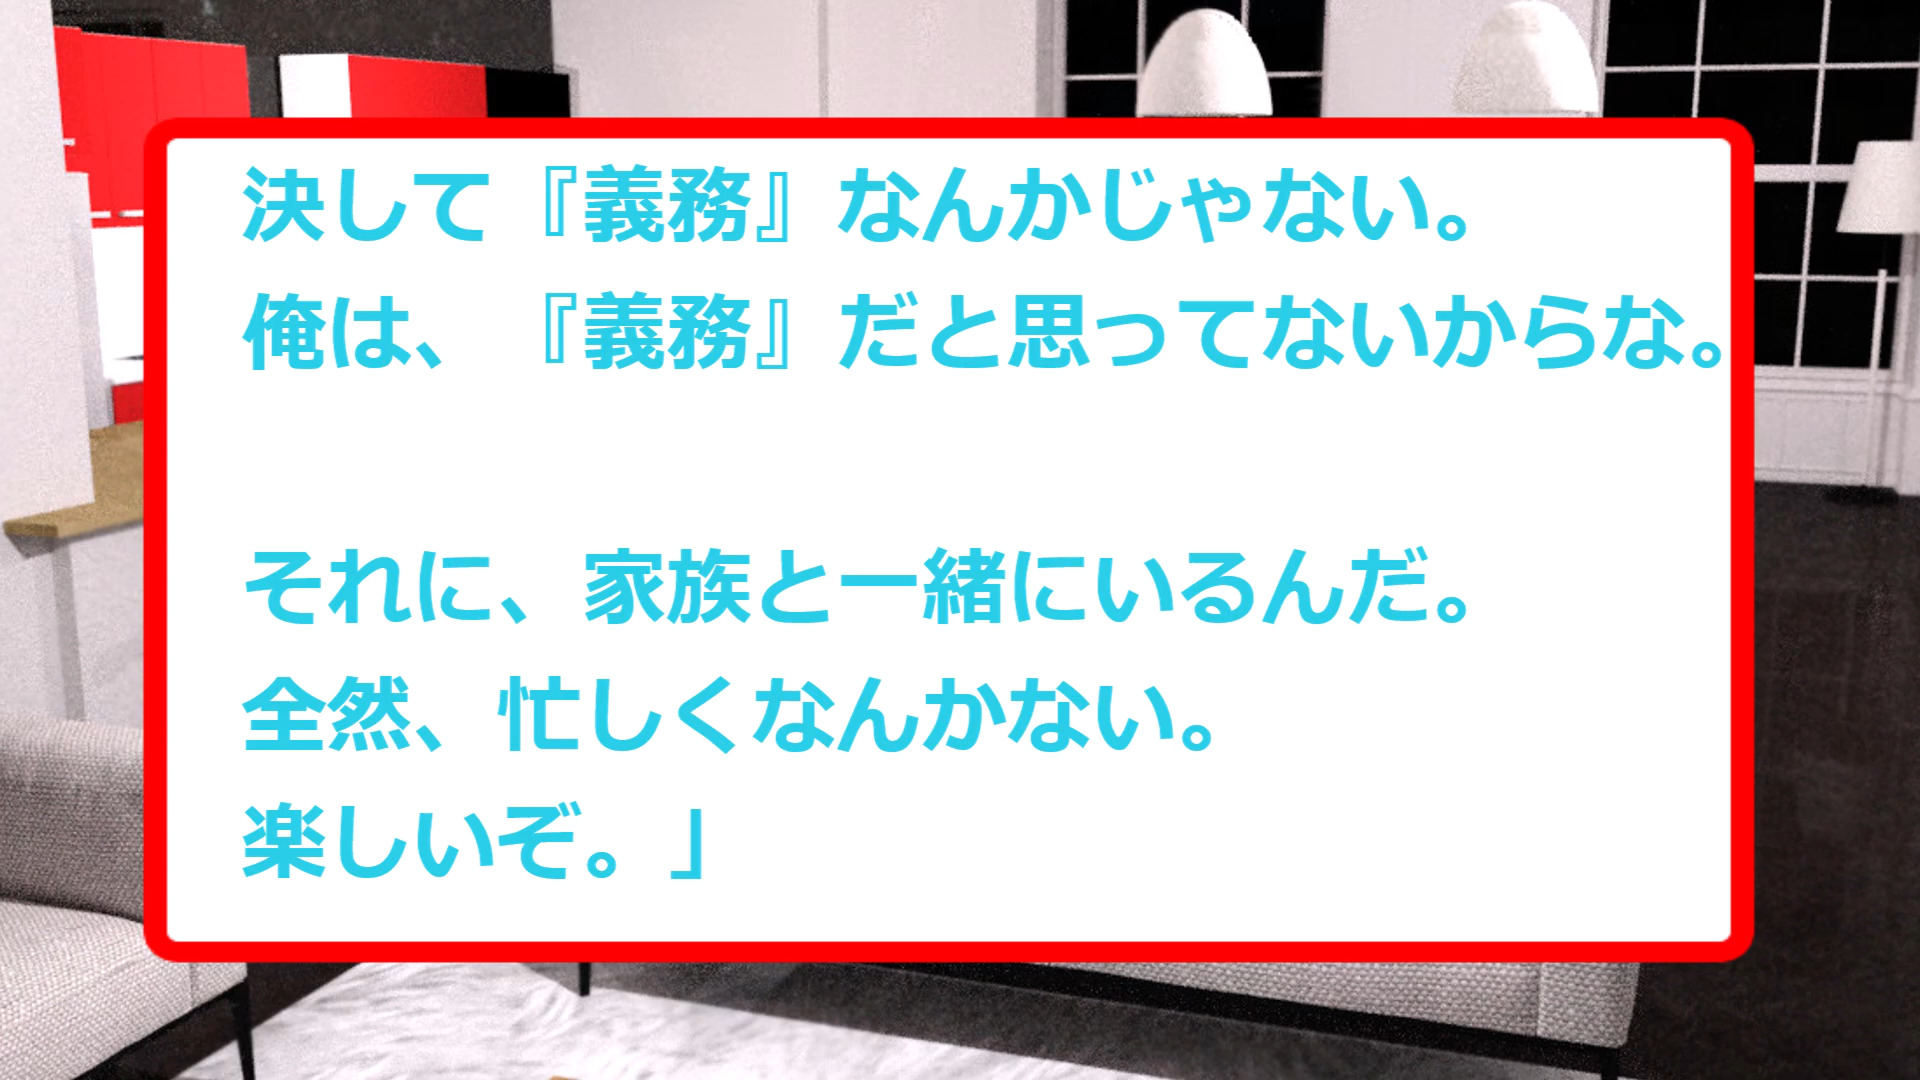 決して『義務』なんかじゃない。
俺は、『義務』だと思ってないからな。
それに、家族と一緒にいるんだ。
全然、忙しくなんかない。
楽しいぞ。」